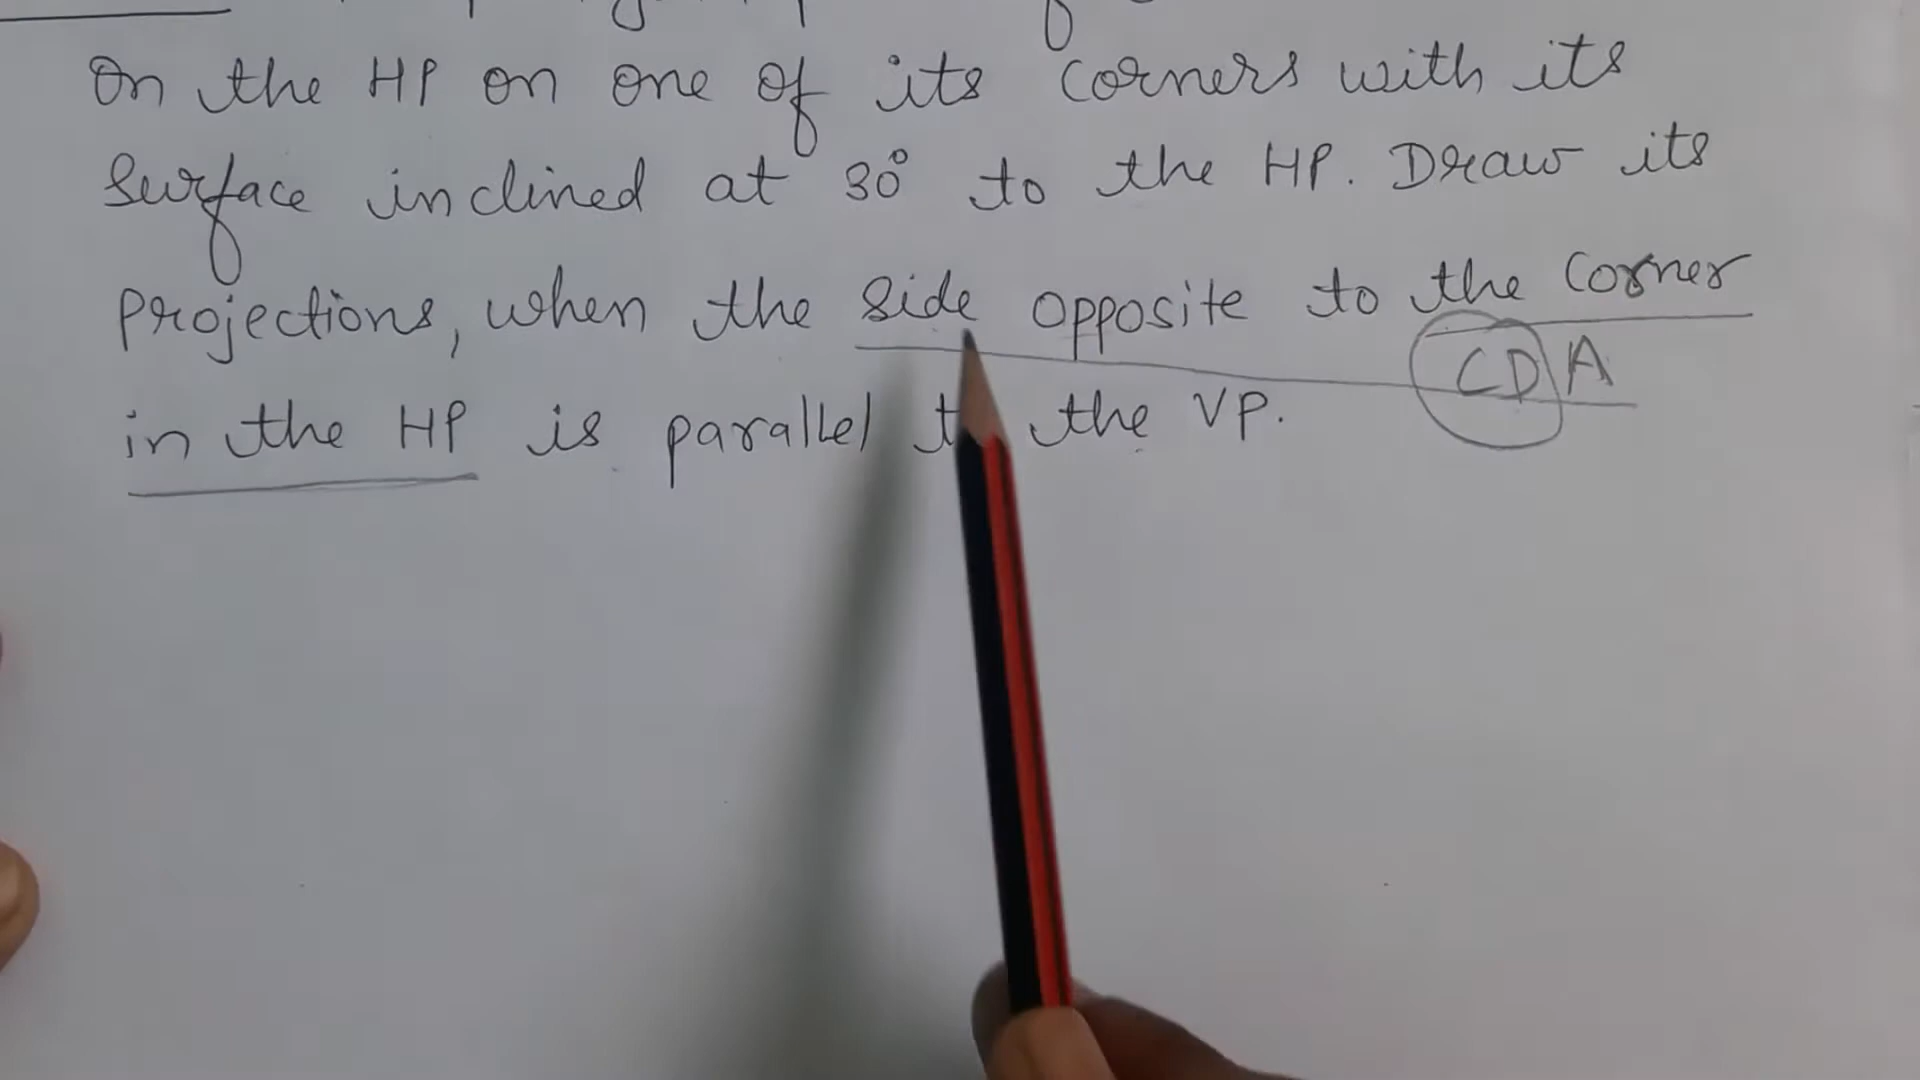 On the HP on one of its corners with its
Surface inclined at 30° to the HP. Draw its
Projections, when the side opposite to the corner
CD A
in the HP is parallel the VP.